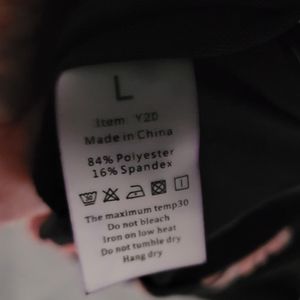 L
Item: Y20
Made in China
84% Polyester
16% Spandex
The maximum temp30
Do not bleach
Iron on low heat
Do not tumble dry
Hang dry